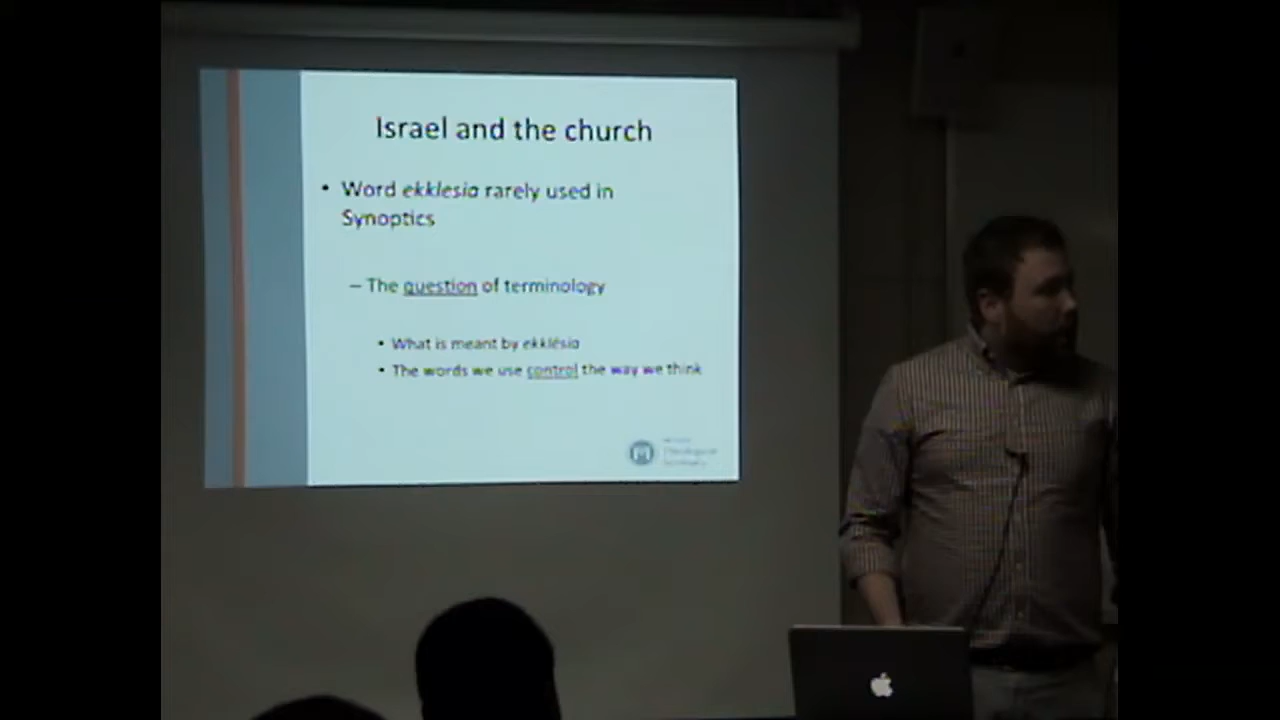 Israel and the church
• Word ekklesia rarely used in
Synoptics
– The question of terminology
• What is meant by ekklēsia
• The words we use control the way we think